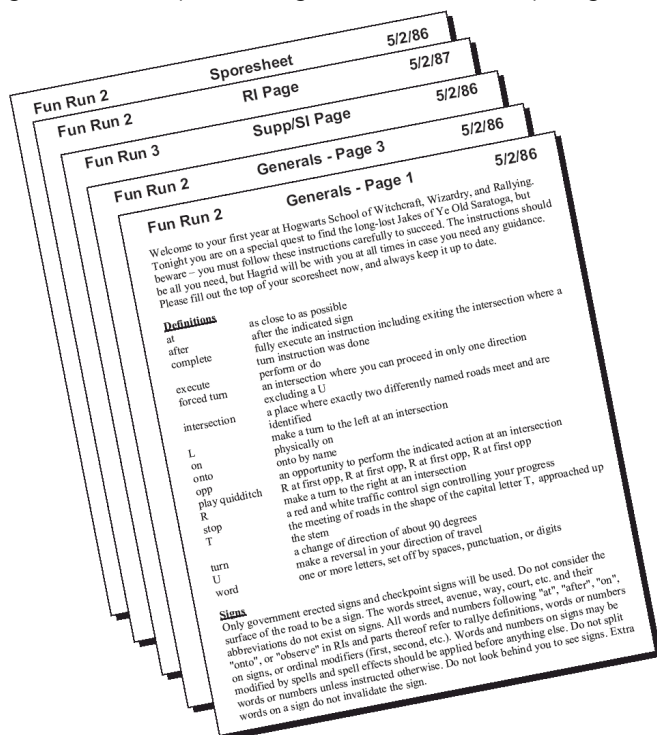 Fun Run 2 Sporesheet 5/2/86
Fun Run 2 RI Page 5/2/87
Fun Run 3 Supp/SI Page 5/2/86
Fun Run 2 Generals - Page 3 5/2/86
Fun Run 2 Generals - Page 1 5/2/86
Welcome to your first year at Hogwarts School of Witchcraft, Wizardry, and Rallying.
Tonight you are on a special quest to find the long-lost Jakes of Ye Old Saratoga, but
beware – you must follow these instructions carefully to succeed. The instructions should
be all you need, but Hagrid will be with you at all times in case you need any guidance.
Please fill out the top of your scoresheet now, and always keep it up to date.
Definitions
at as close to as possible
after after the indicated sign
complete fully execute an instruction including exiting the intersection where a
turn instruction was done
execute perform or do
forced turn an intersection where you can proceed in only one direction
excluding a U
intersection a place where exactly two differently named roads meet and are
identified
L make a turn to the left at an intersection
on physically on
onto onto by name
opp an opportunity to perform the indicated action at an intersection
play quidditch R at first opp, R at first opp, R at first opp, R at first opp
R make a turn to the right at an intersection
stop a red and white traffic control sign controlling your progress
T the meeting of roads in the shape of the capital letter T, approached up
the stem
turn a change of direction of about 90 degrees
U make a reversal in your direction of travel
word one or more letters, set off by spaces, punctuation, or digits
Signs
Only government erected signs and checkpoint signs will be used. Do not consider the
surface of the road to be a sign. The words street, avenue, way, court, etc. and their
abbreviations do not exist on signs. All words and numbers following "at", "after", "on",
"onto", or "observe" in RIs and parts thereof refer to rallye definitions, words or numbers
on signs, or ordinal modifiers (first, second, etc.). Words and numbers on signs may be
modified by spells and spell effects should be applied before anything else. Do not split
words or numbers unless instructed otherwise. Do not look behind you to see signs. Extra
words on a sign do not invalidate the sign.